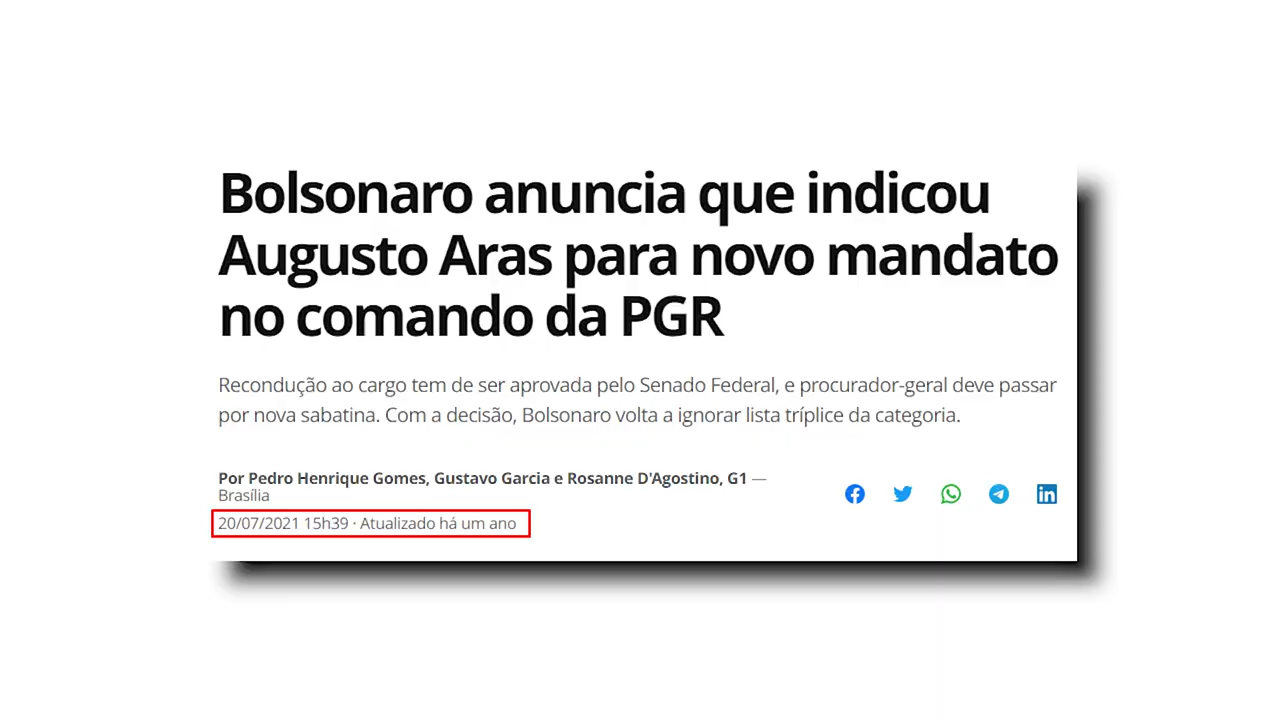 Bolsonaro anuncia que indicou
Augusto Aras para novo mandato
no comando da PGR
Recondução ao cargo tem de ser aprovada pelo Senado Federal, e procurador-geral deve passar
por nova sabatina. Com a decisão, Bolsonaro volta a ignorar lista tríplice da categoria.
Por Pedro Henrique Gomes, Gustavo Garcia e Rosanne D'Agostino, G1 —
Brasília
20/07/2021 15h39 · Atualizado há um ano
in